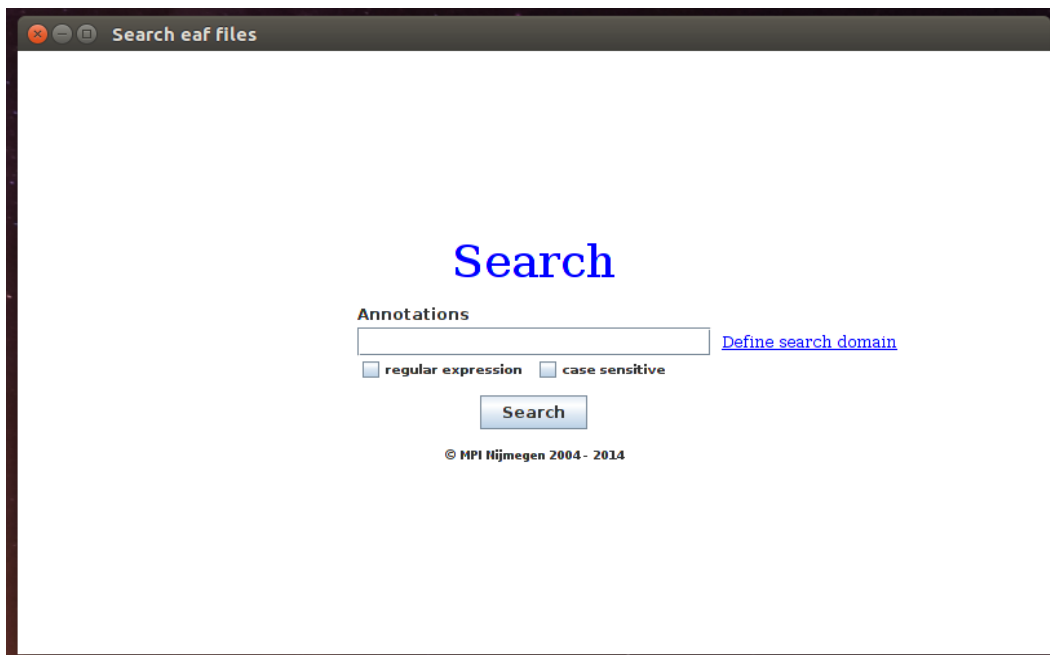 Search eaf files
Search
Annotations
Define search domain
regular expression case sensitive
Search
© MPI Nijmegen 2004 - 2014